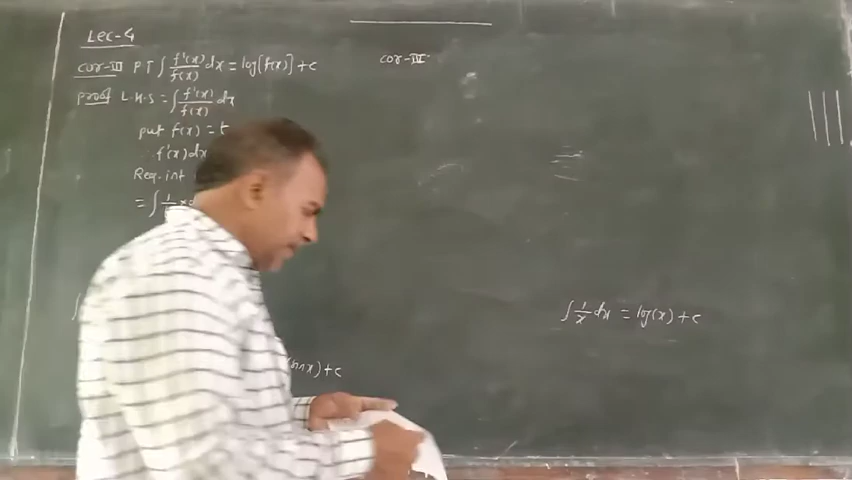 Lec-4
cor-III P T ∫ f'(x)/f(x) dx = log[f(x)] + c
Proof L.H.S = ∫ f'(x)/f(x) dx
put f(x) = t
f'(x) dx
Req. int
= ∫ 1/
(sin x) + c
cor-IV
∫ 1/x dx = log(x) + c